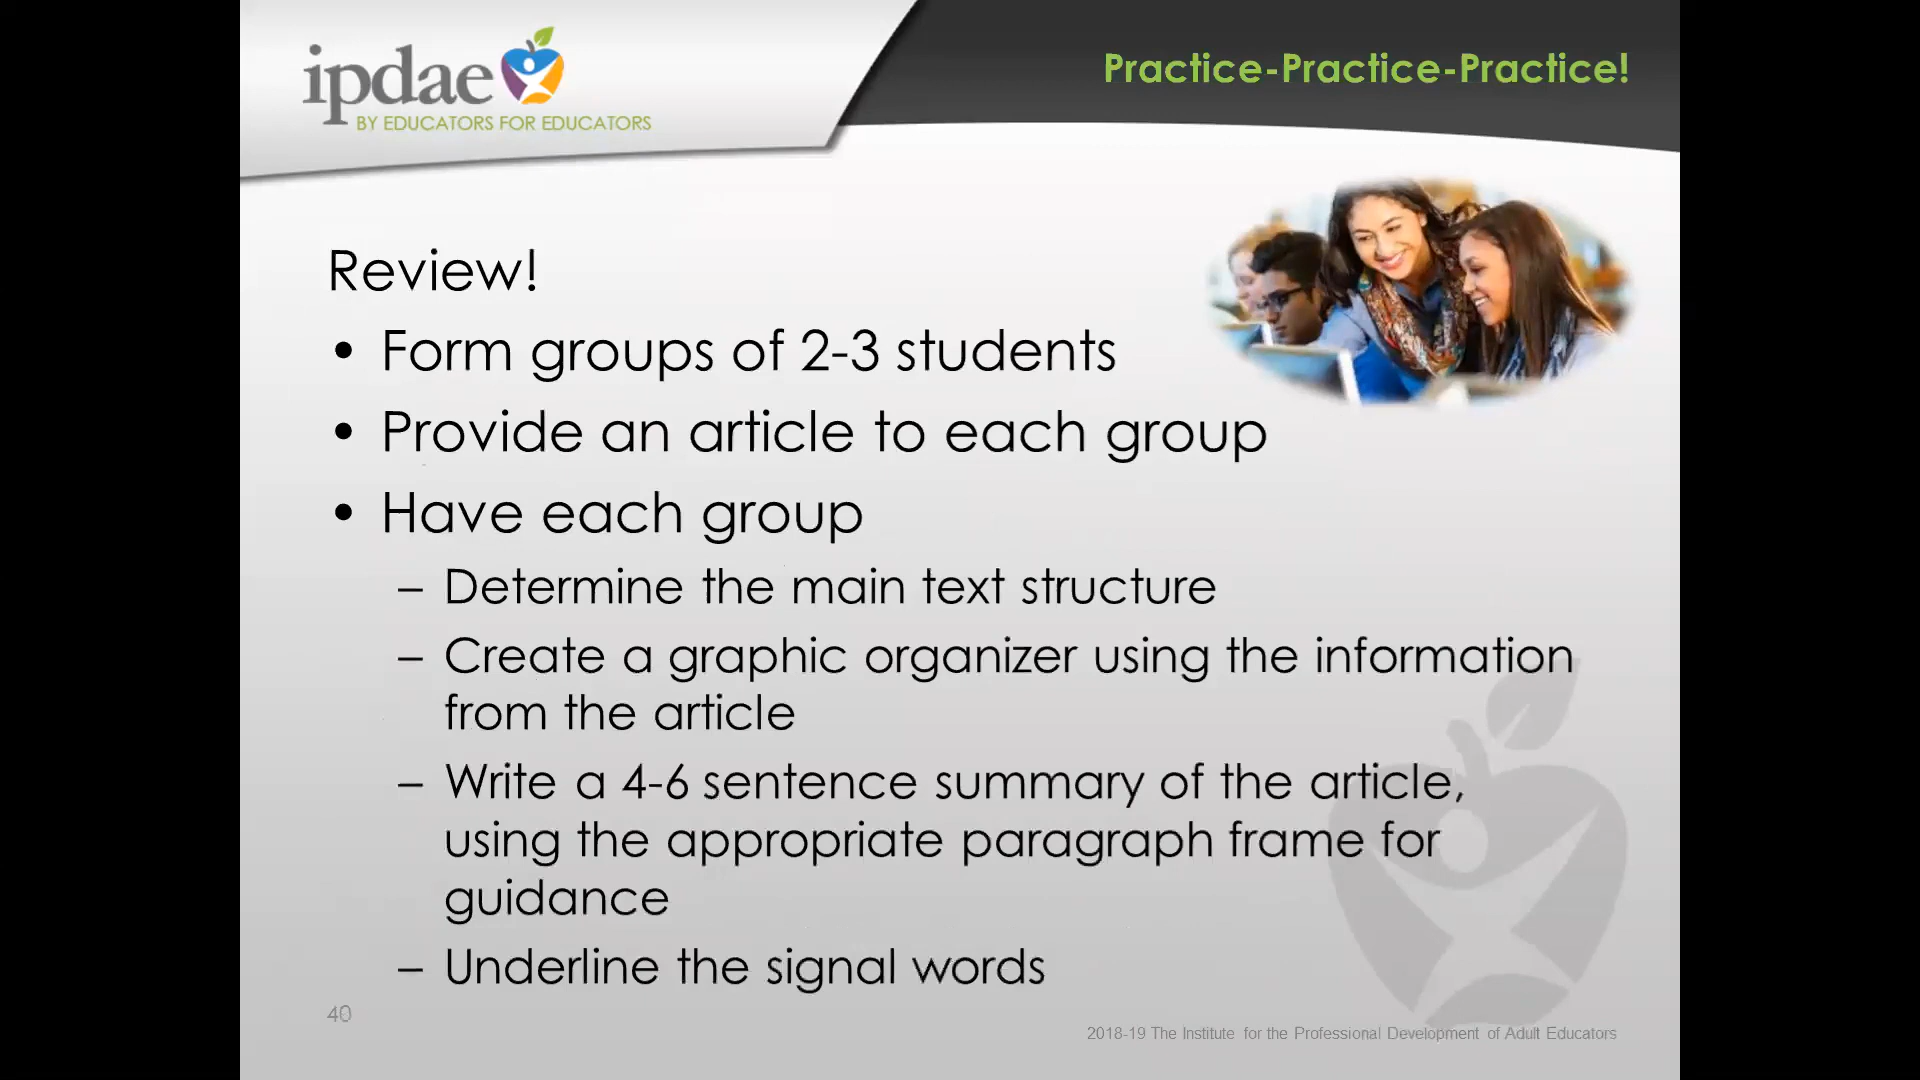 ipdae
BY EDUCATORS FOR EDUCATORS
Practice-Practice-Practice!
Review!
• Form groups of 2-3 students
• Provide an article to each group
• Have each group
– Determine the main text structure
– Create a graphic organizer using the information
from the article
– Write a 4-6 sentence summary of the article,
using the appropriate paragraph frame for
guidance
– Underline the signal words
40
2018-19 The Institute for the Professional Development of Adult Educators